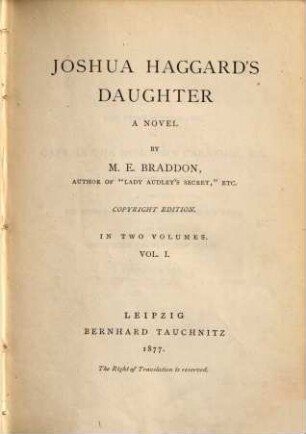 JOSHUA HAGGARD'S
DAUGHTER
A NOVEL
BY
M. E. BRADDON,
AUTHOR OF "LADY AUDLEY'S SECRET," ETC.
COPYRIGHT EDITION.
IN TWO VOLUMES.
VOL. I.
LEIPZIG
BERNHARD TAUCHNITZ
1877.
The Right of Translation is reserved.